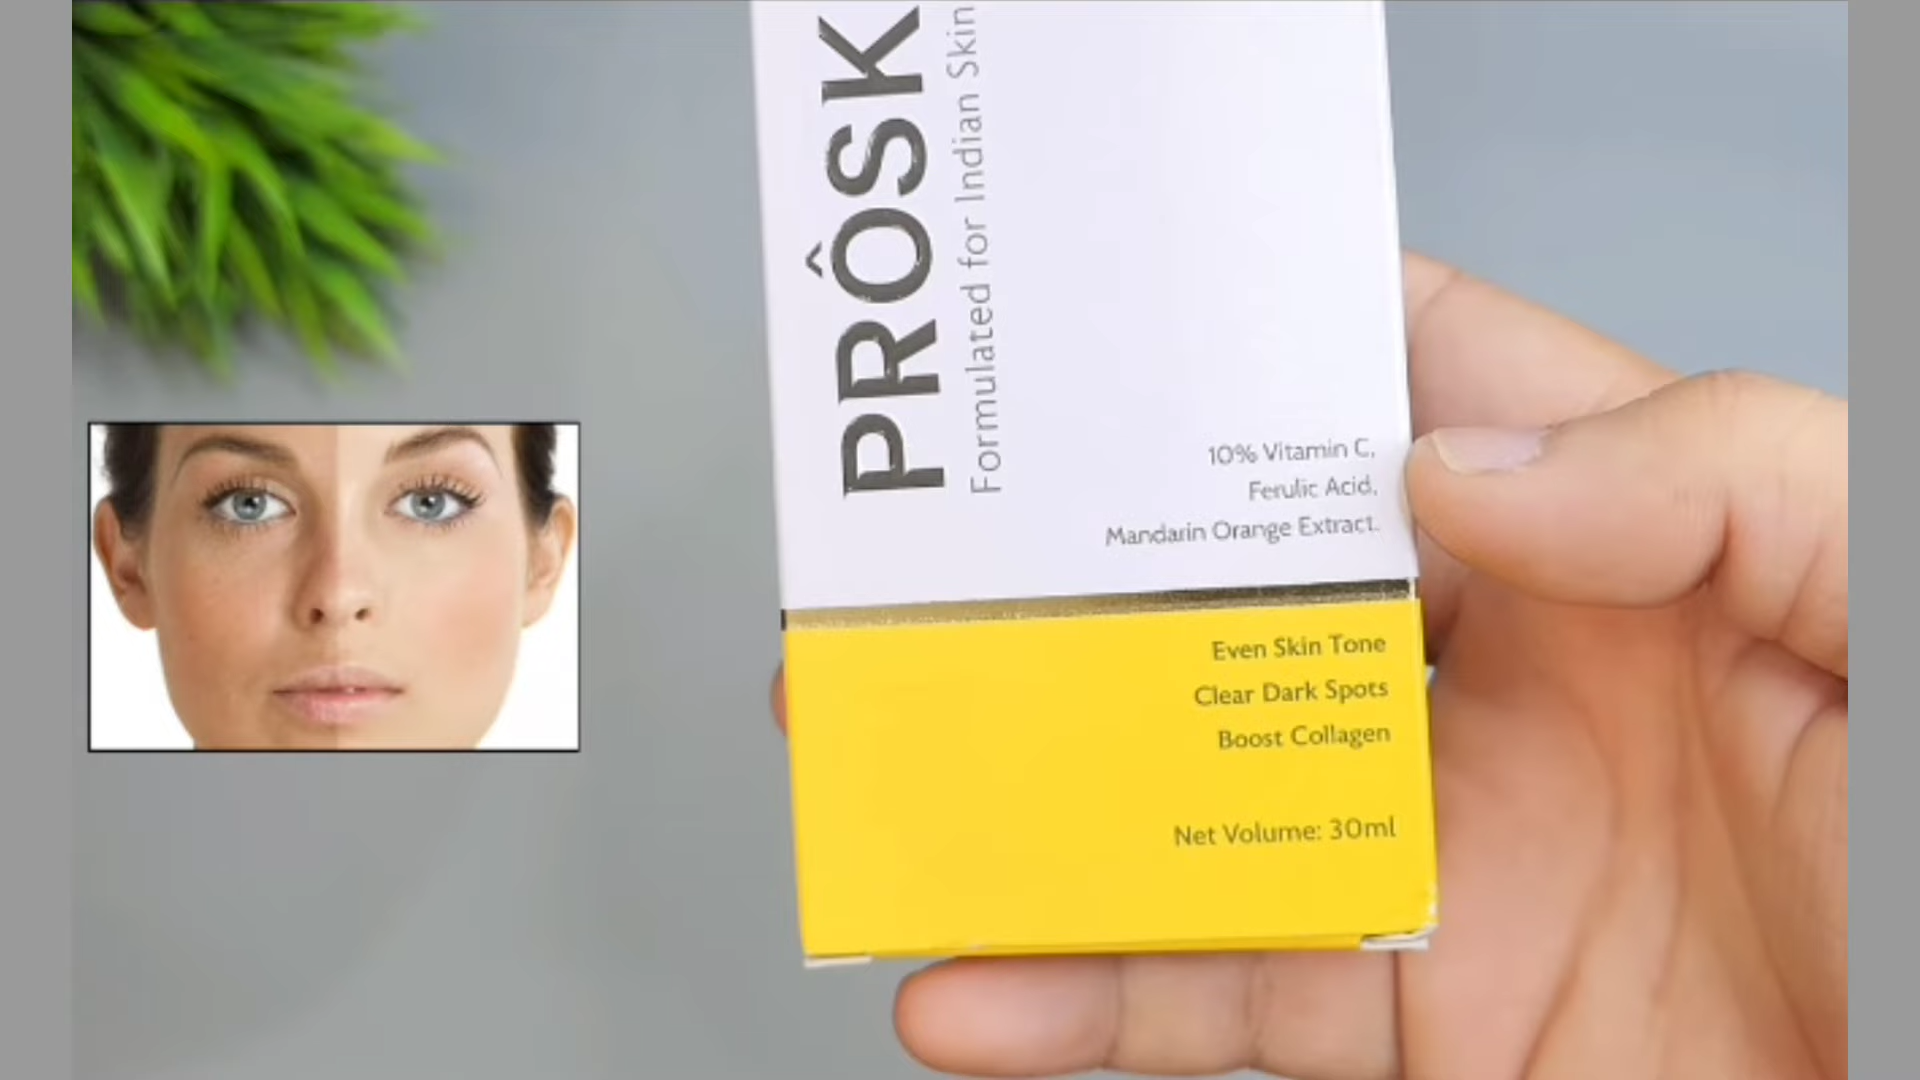 PRÔSK
Formulated for Indian Skin
10% Vitamin C,
Ferulic Acid,
Mandarin Orange Extract.
Even Skin Tone
Clear Dark Spots
Boost Collagen
Net Volume: 30ml